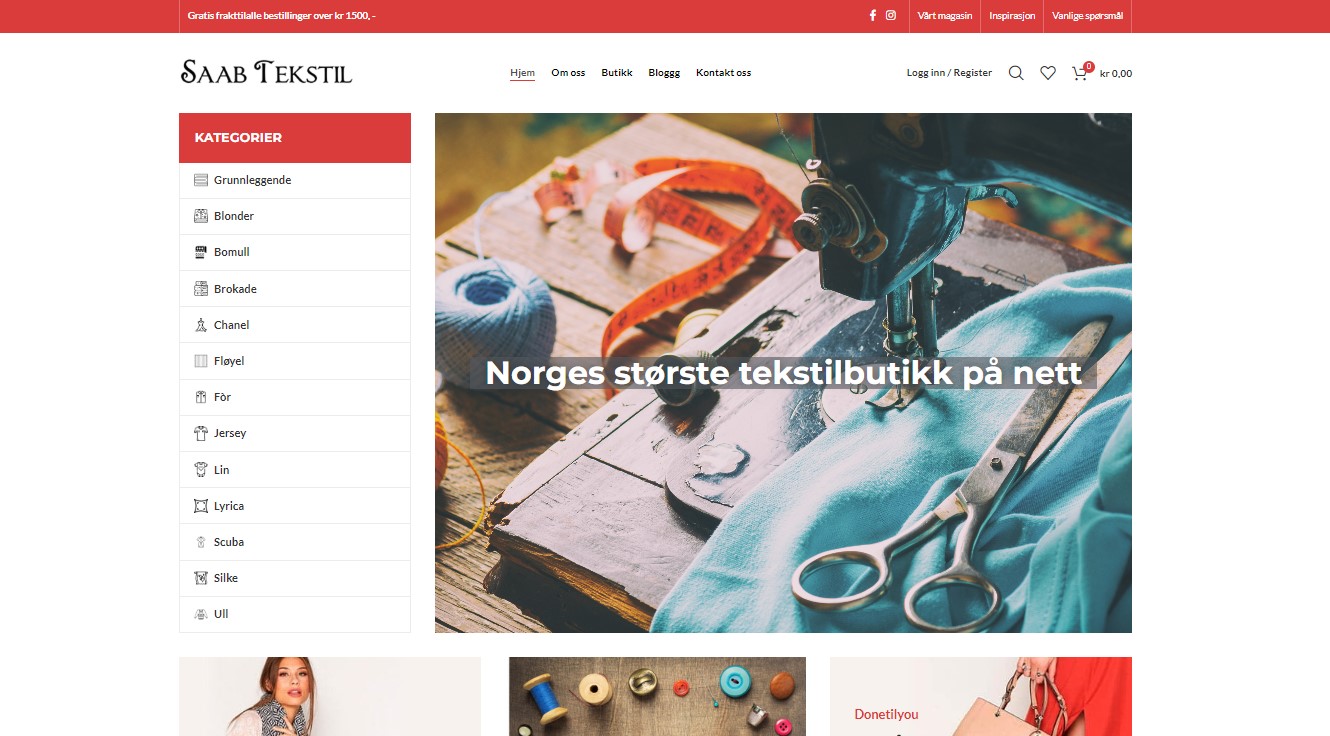 Gratis frakttilalle bestillinger over kr 1500, -
Vårt magasin
Inspirasjon
Vanlige spørsmål
SAAB TEKSTIL
Hjem
Om oss
Butikk
Bloggg
Kontakt oss
Logg inn / Register
0
kr 0,00
KATEGORIER
Grunnleggende
Blonder
Bomull
Brokade
Chanel
Fløyel
Fòr
Jersey
Lin
Lyrica
Scuba
Silke
Ull
Norges største tekstilbutikk på nett
Donetilyou